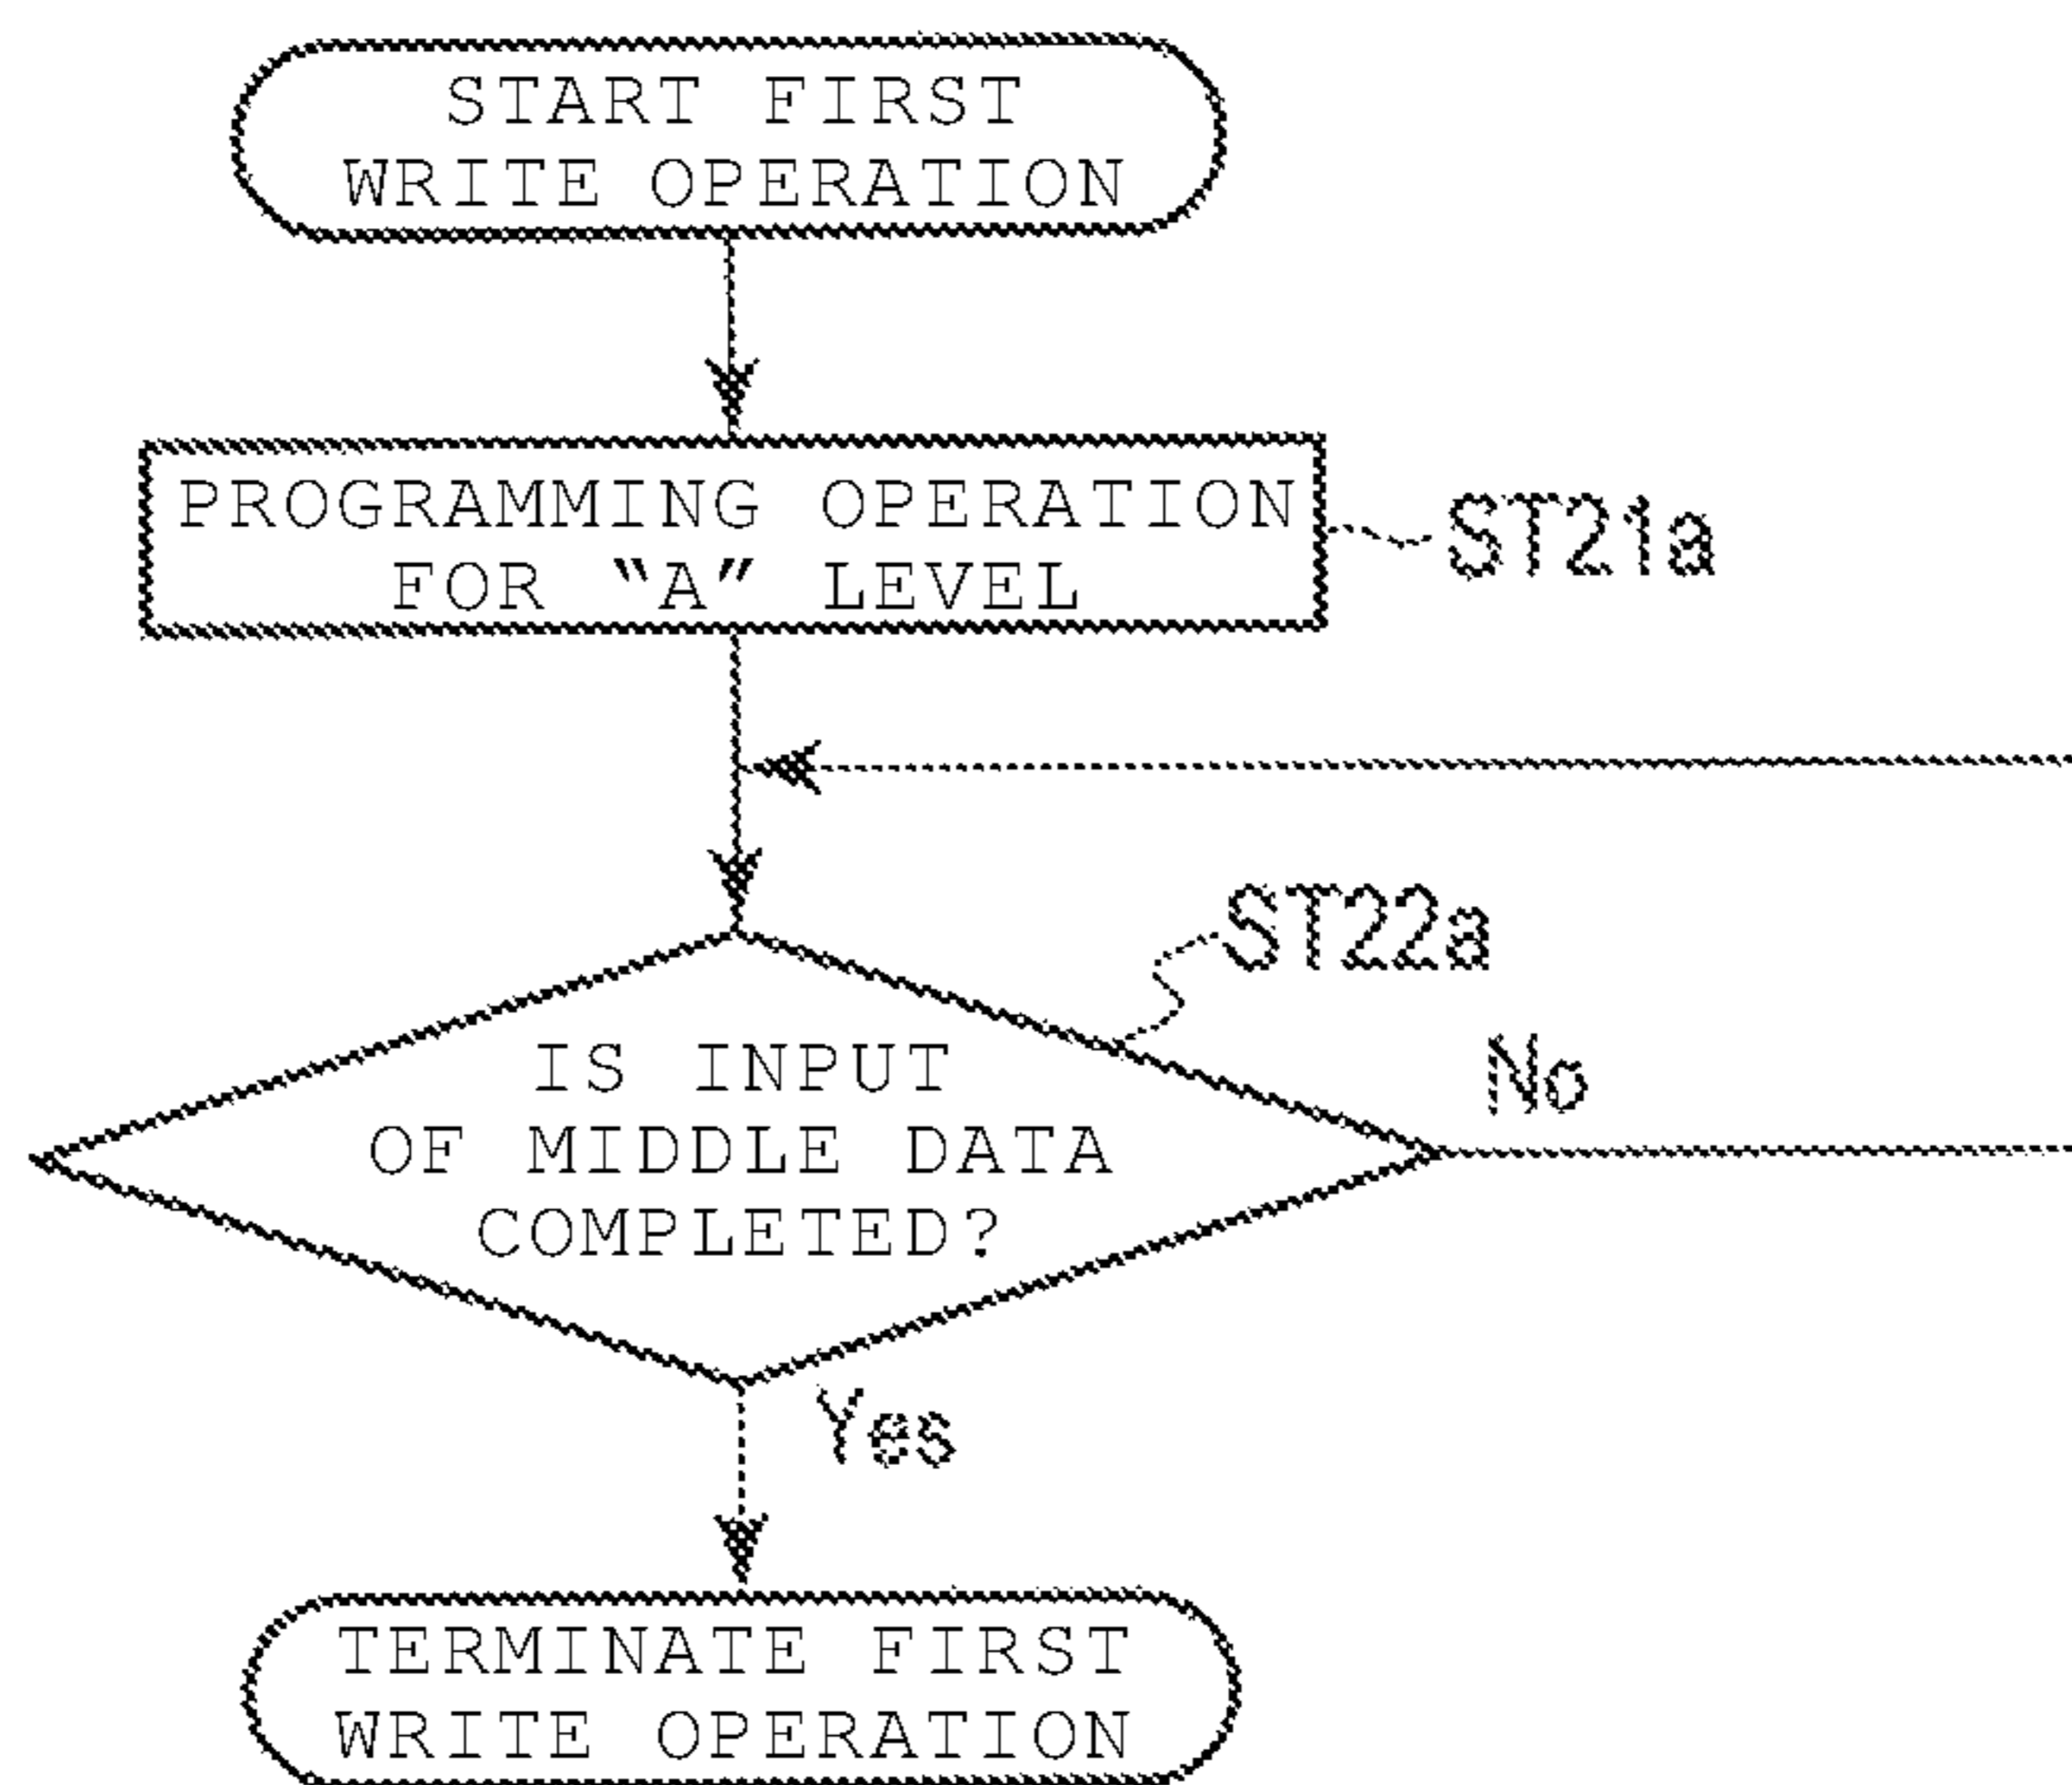 START FIRST
WRITE OPERATION
PROGRAMMING OPERATION
FOR “A” LEVEL
ST21a
ST22a
IS INPUT
OF MIDDLE DATA
COMPLETED?
No
Yes
TERMINATE FIRST
WRITE OPERATION